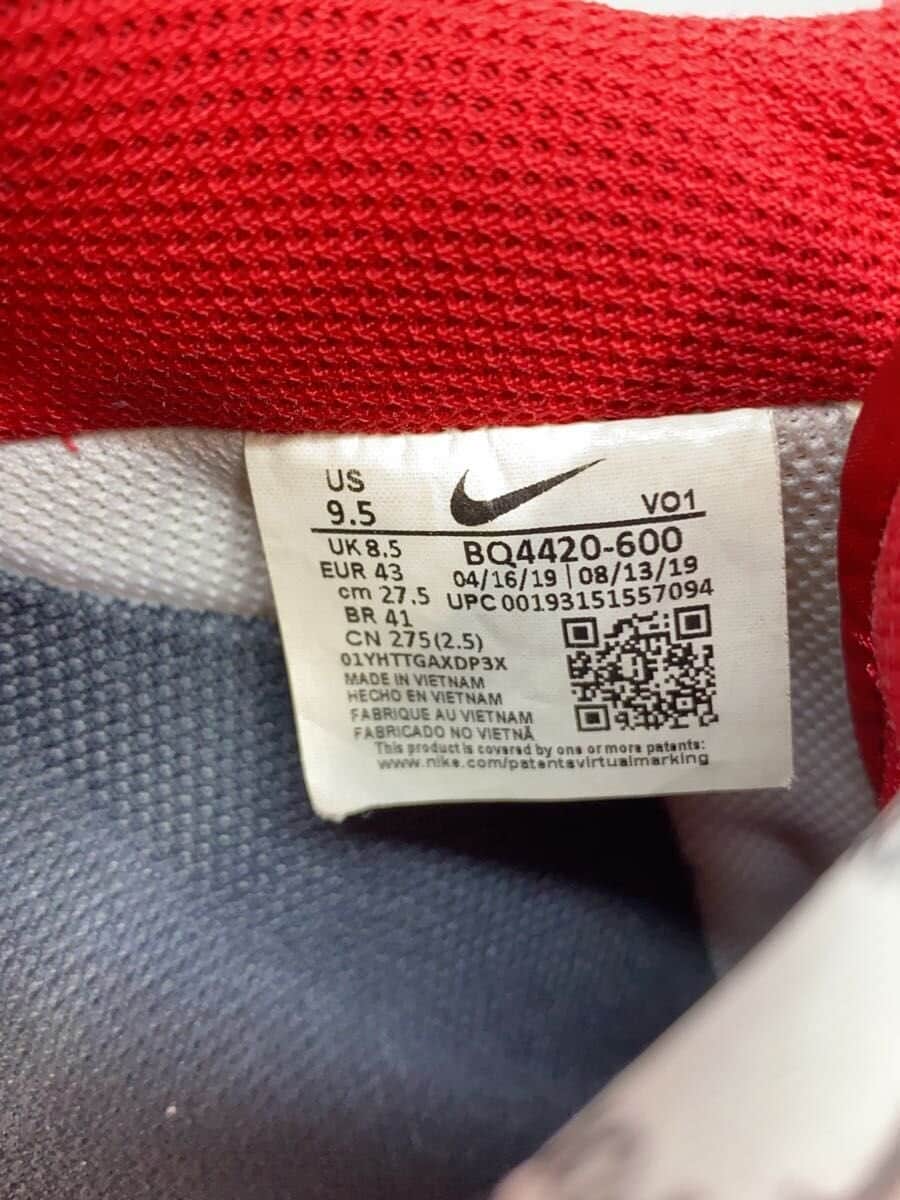 US
9.5
VO1
UK 8.5
BQ4420-600
EUR 43
04/16/19 | 08/13/19
cm 27.5
UPC 00193151557094
BR 41
CN 275(2.5)
01YHTTGAXDP3X
MADE IN VIETNAM
HECHO EN VIETNAM
FABRIQUE AU VIETNAM
FABRICADO NO VIETNÃ
This product is covered by one or more patents:
www.nike.com/patentsvirtualmarking